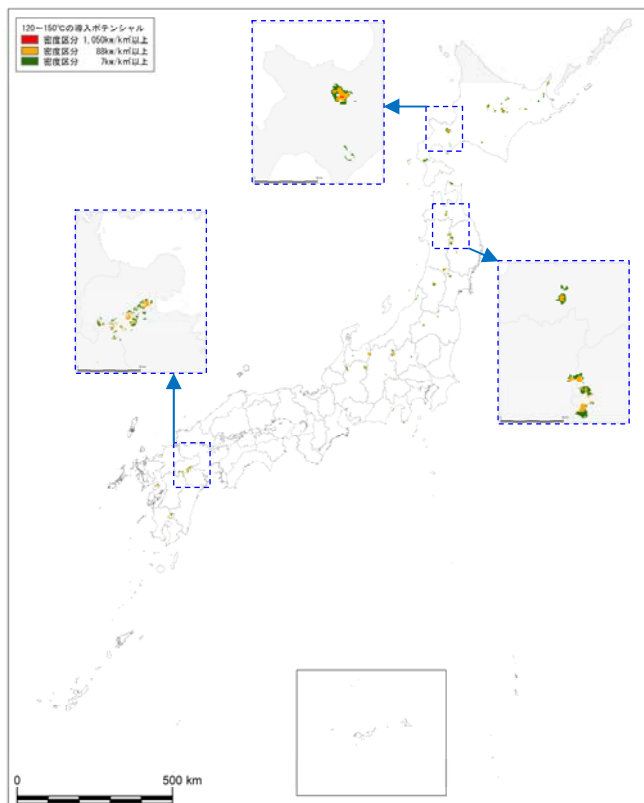 120～150℃の導入ポテンシャル
密度区分 1,050kW/k㎡以上
密度区分 88kW/k㎡以上
密度区分 7kW/k㎡以上
0 500 km